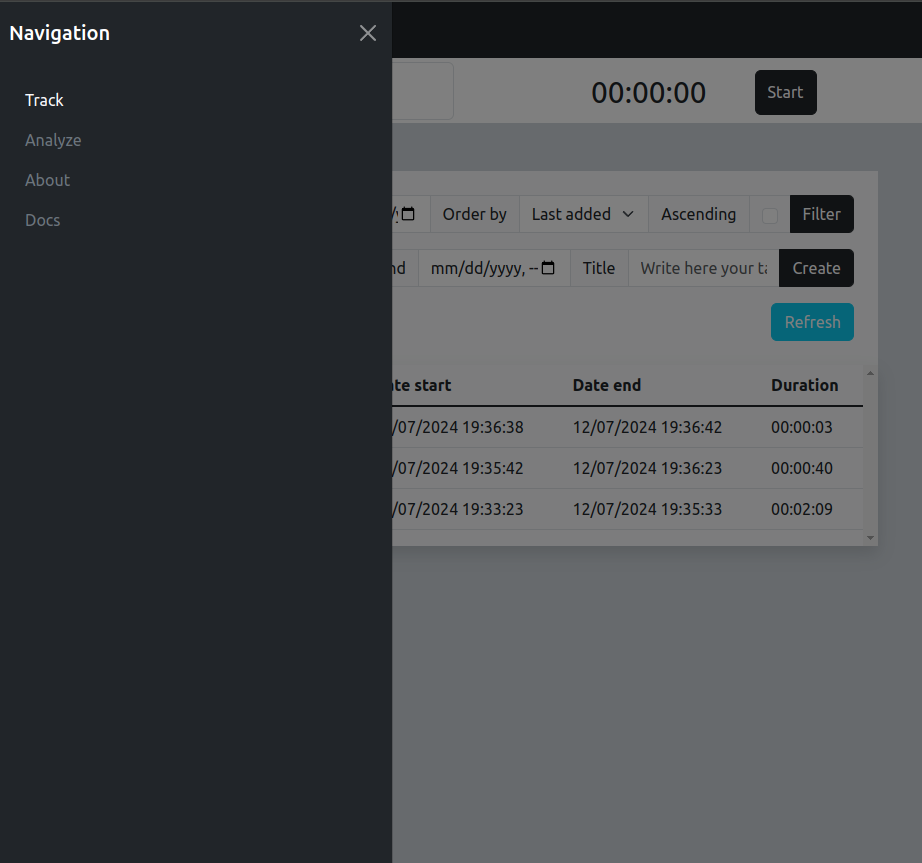 Navigation
Track
Analyze
About
Docs
00:00:00 Start
Order by Last added Ascending Filter
mm/dd/yyyy, -- Title Write here your ta Create
Refresh
start Date end Duration
/07/2024 19:36:38 12/07/2024 19:36:42 00:00:03
/07/2024 19:35:42 12/07/2024 19:36:23 00:00:40
/07/2024 19:33:23 12/07/2024 19:35:33 00:02:09